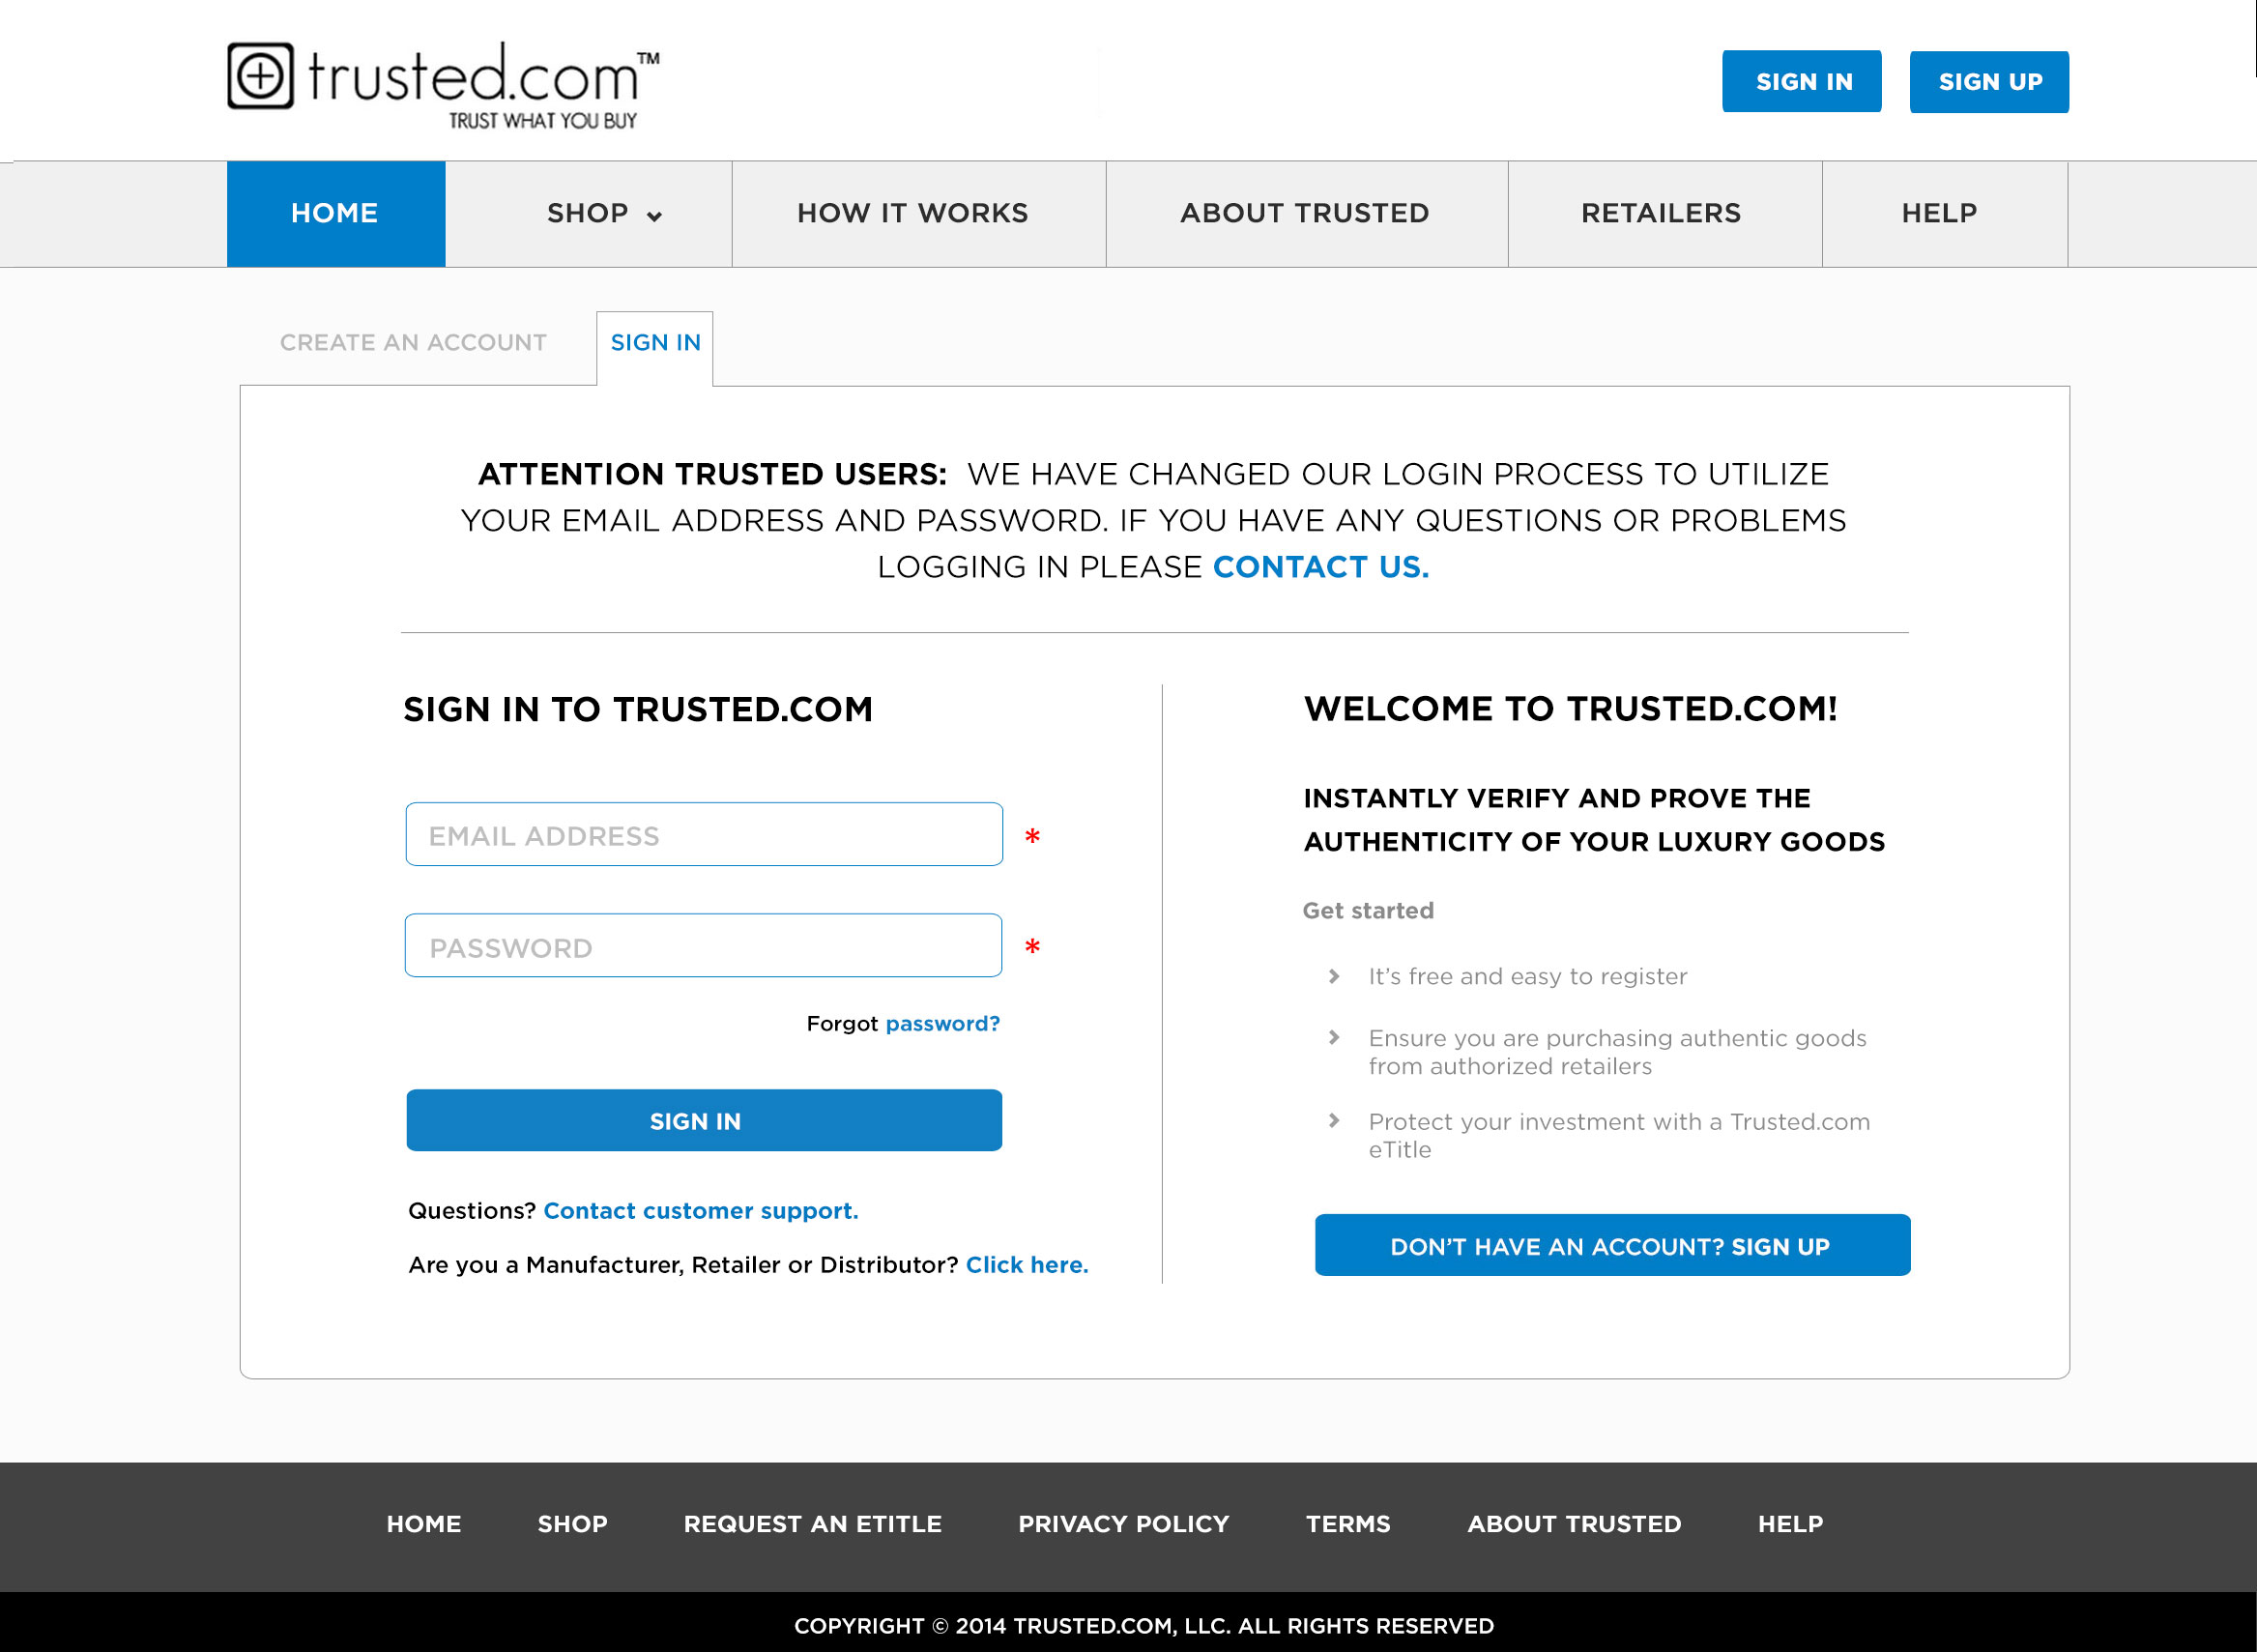 trusted.com™
TRUST WHAT YOU BUY
SIGN IN
SIGN UP
HOME
SHOP
HOW IT WORKS
ABOUT TRUSTED
RETAILERS
HELP
CREATE AN ACCOUNT
SIGN IN
ATTENTION TRUSTED USERS: WE HAVE CHANGED OUR LOGIN PROCESS TO UTILIZE
YOUR EMAIL ADDRESS AND PASSWORD. IF YOU HAVE ANY QUESTIONS OR PROBLEMS
LOGGING IN PLEASE CONTACT US.
SIGN IN TO TRUSTED.COM
EMAIL ADDRESS *
PASSWORD *
Forgot password?
SIGN IN
Questions? Contact customer support.
Are you a Manufacturer, Retailer or Distributor? Click here.
WELCOME TO TRUSTED.COM!
INSTANTLY VERIFY AND PROVE THE
AUTHENTICITY OF YOUR LUXURY GOODS
Get started
It’s free and easy to register
Ensure you are purchasing authentic goods
from authorized retailers
Protect your investment with a Trusted.com
eTitle
DON’T HAVE AN ACCOUNT? SIGN UP
HOME
SHOP
REQUEST AN ETITLE
PRIVACY POLICY
TERMS
ABOUT TRUSTED
HELP
COPYRIGHT © 2014 TRUSTED.COM, LLC. ALL RIGHTS RESERVED